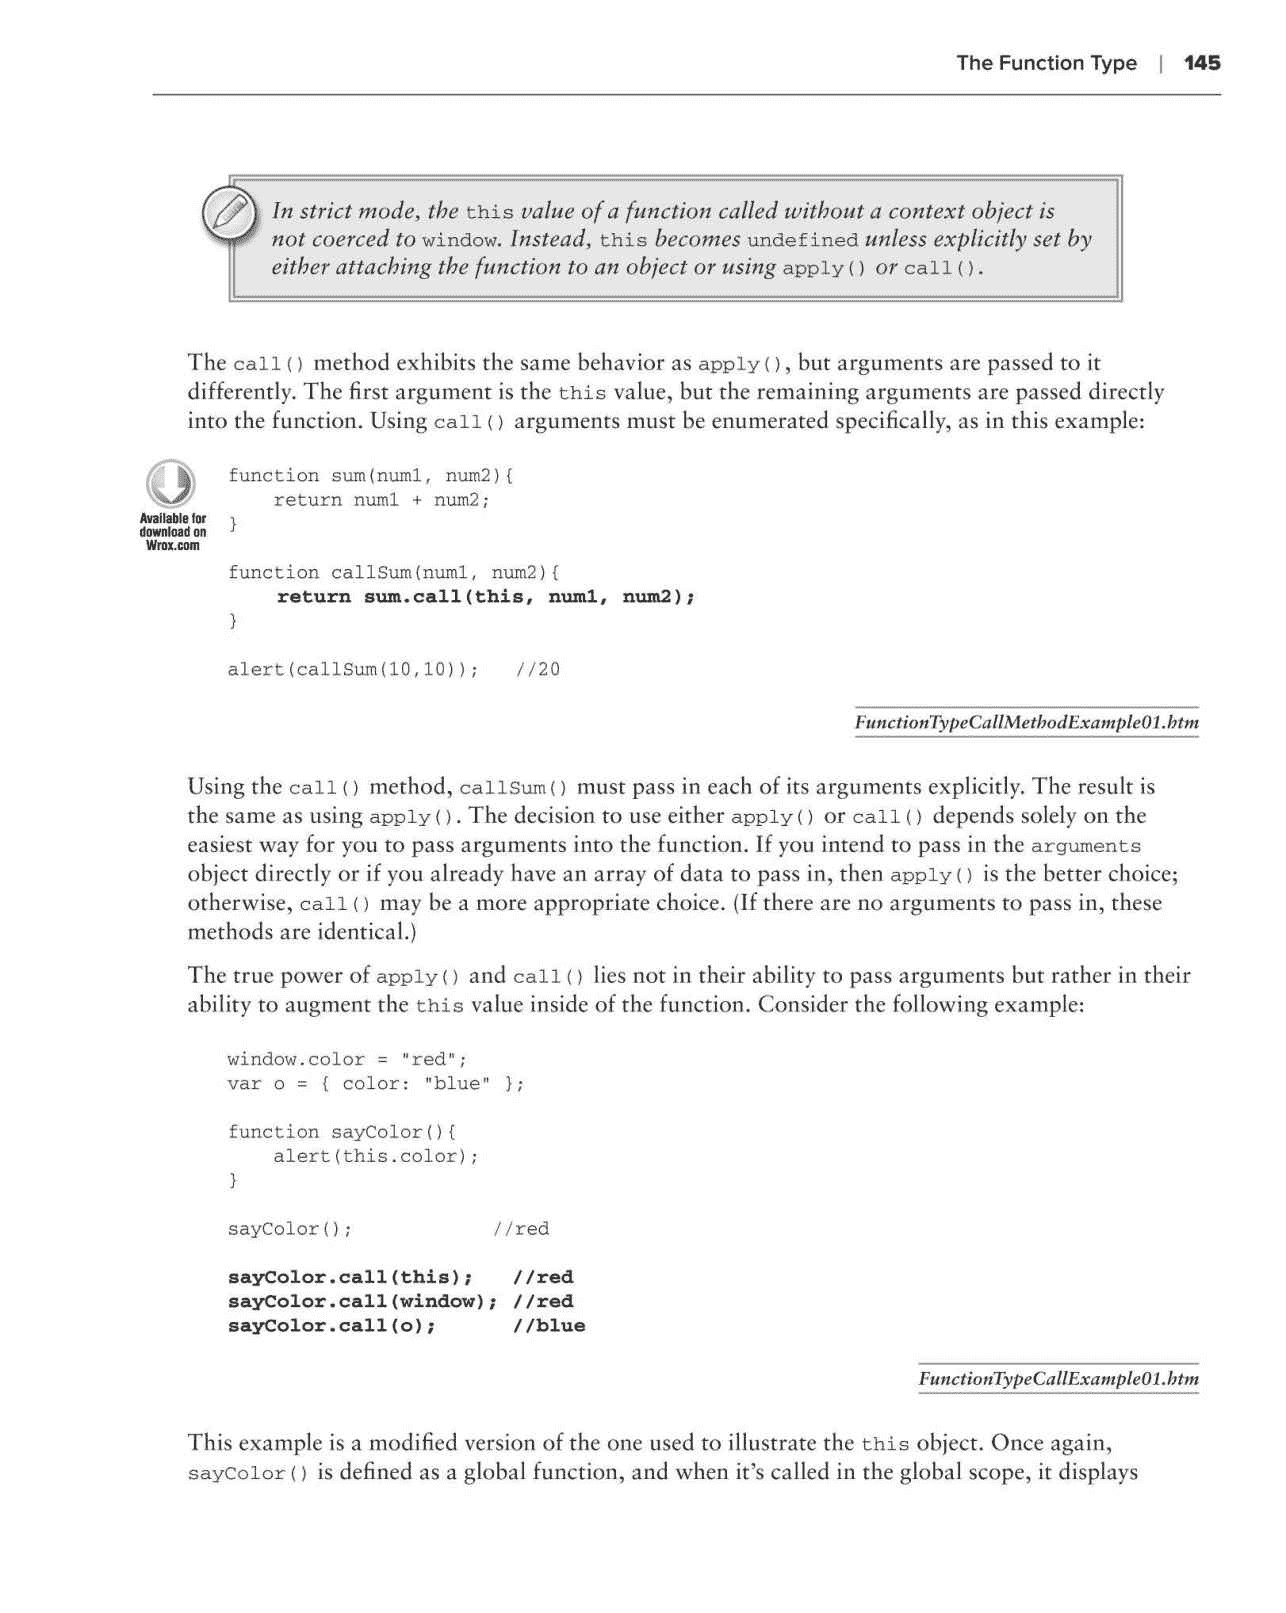 The Function Type | 145
In strict mode, the this value of a function called without a context object is
not coerced to window. Instead, this becomes undefined unless explicitly set by
either attaching the function to an object or using apply() or call().
The call() method exhibits the same behavior as apply(), but arguments are passed to it
differently. The first argument is the this value, but the remaining arguments are passed directly
into the function. Using call() arguments must be enumerated specifically, as in this example:
function sum(num1, num2){
    return num1 + num2;
}
Available for
download on
Wrox.com
function callSum(num1, num2){
    return sum.call(this, num1, num2);
}
alert(callSum(10,10));   //20
FunctionTypeCallMethodExample01.htm
Using the call() method, callSum() must pass in each of its arguments explicitly. The result is
the same as using apply(). The decision to use either apply() or call() depends solely on the
easiest way for you to pass arguments into the function. If you intend to pass in the arguments
object directly or if you already have an array of data to pass in, then apply() is the better choice;
otherwise, call() may be a more appropriate choice. (If there are no arguments to pass in, these
methods are identical.)
The true power of apply() and call() lies not in their ability to pass arguments but rather in their
ability to augment the this value inside of the function. Consider the following example:
window.color = "red";
var o = { color: "blue" };
function sayColor(){
    alert(this.color);
}
sayColor();            //red
sayColor.call(this);   //red
sayColor.call(window); //red
sayColor.call(o);      //blue
FunctionTypeCallExample01.htm
This example is a modified version of the one used to illustrate the this object. Once again,
sayColor() is defined as a global function, and when it's called in the global scope, it displays